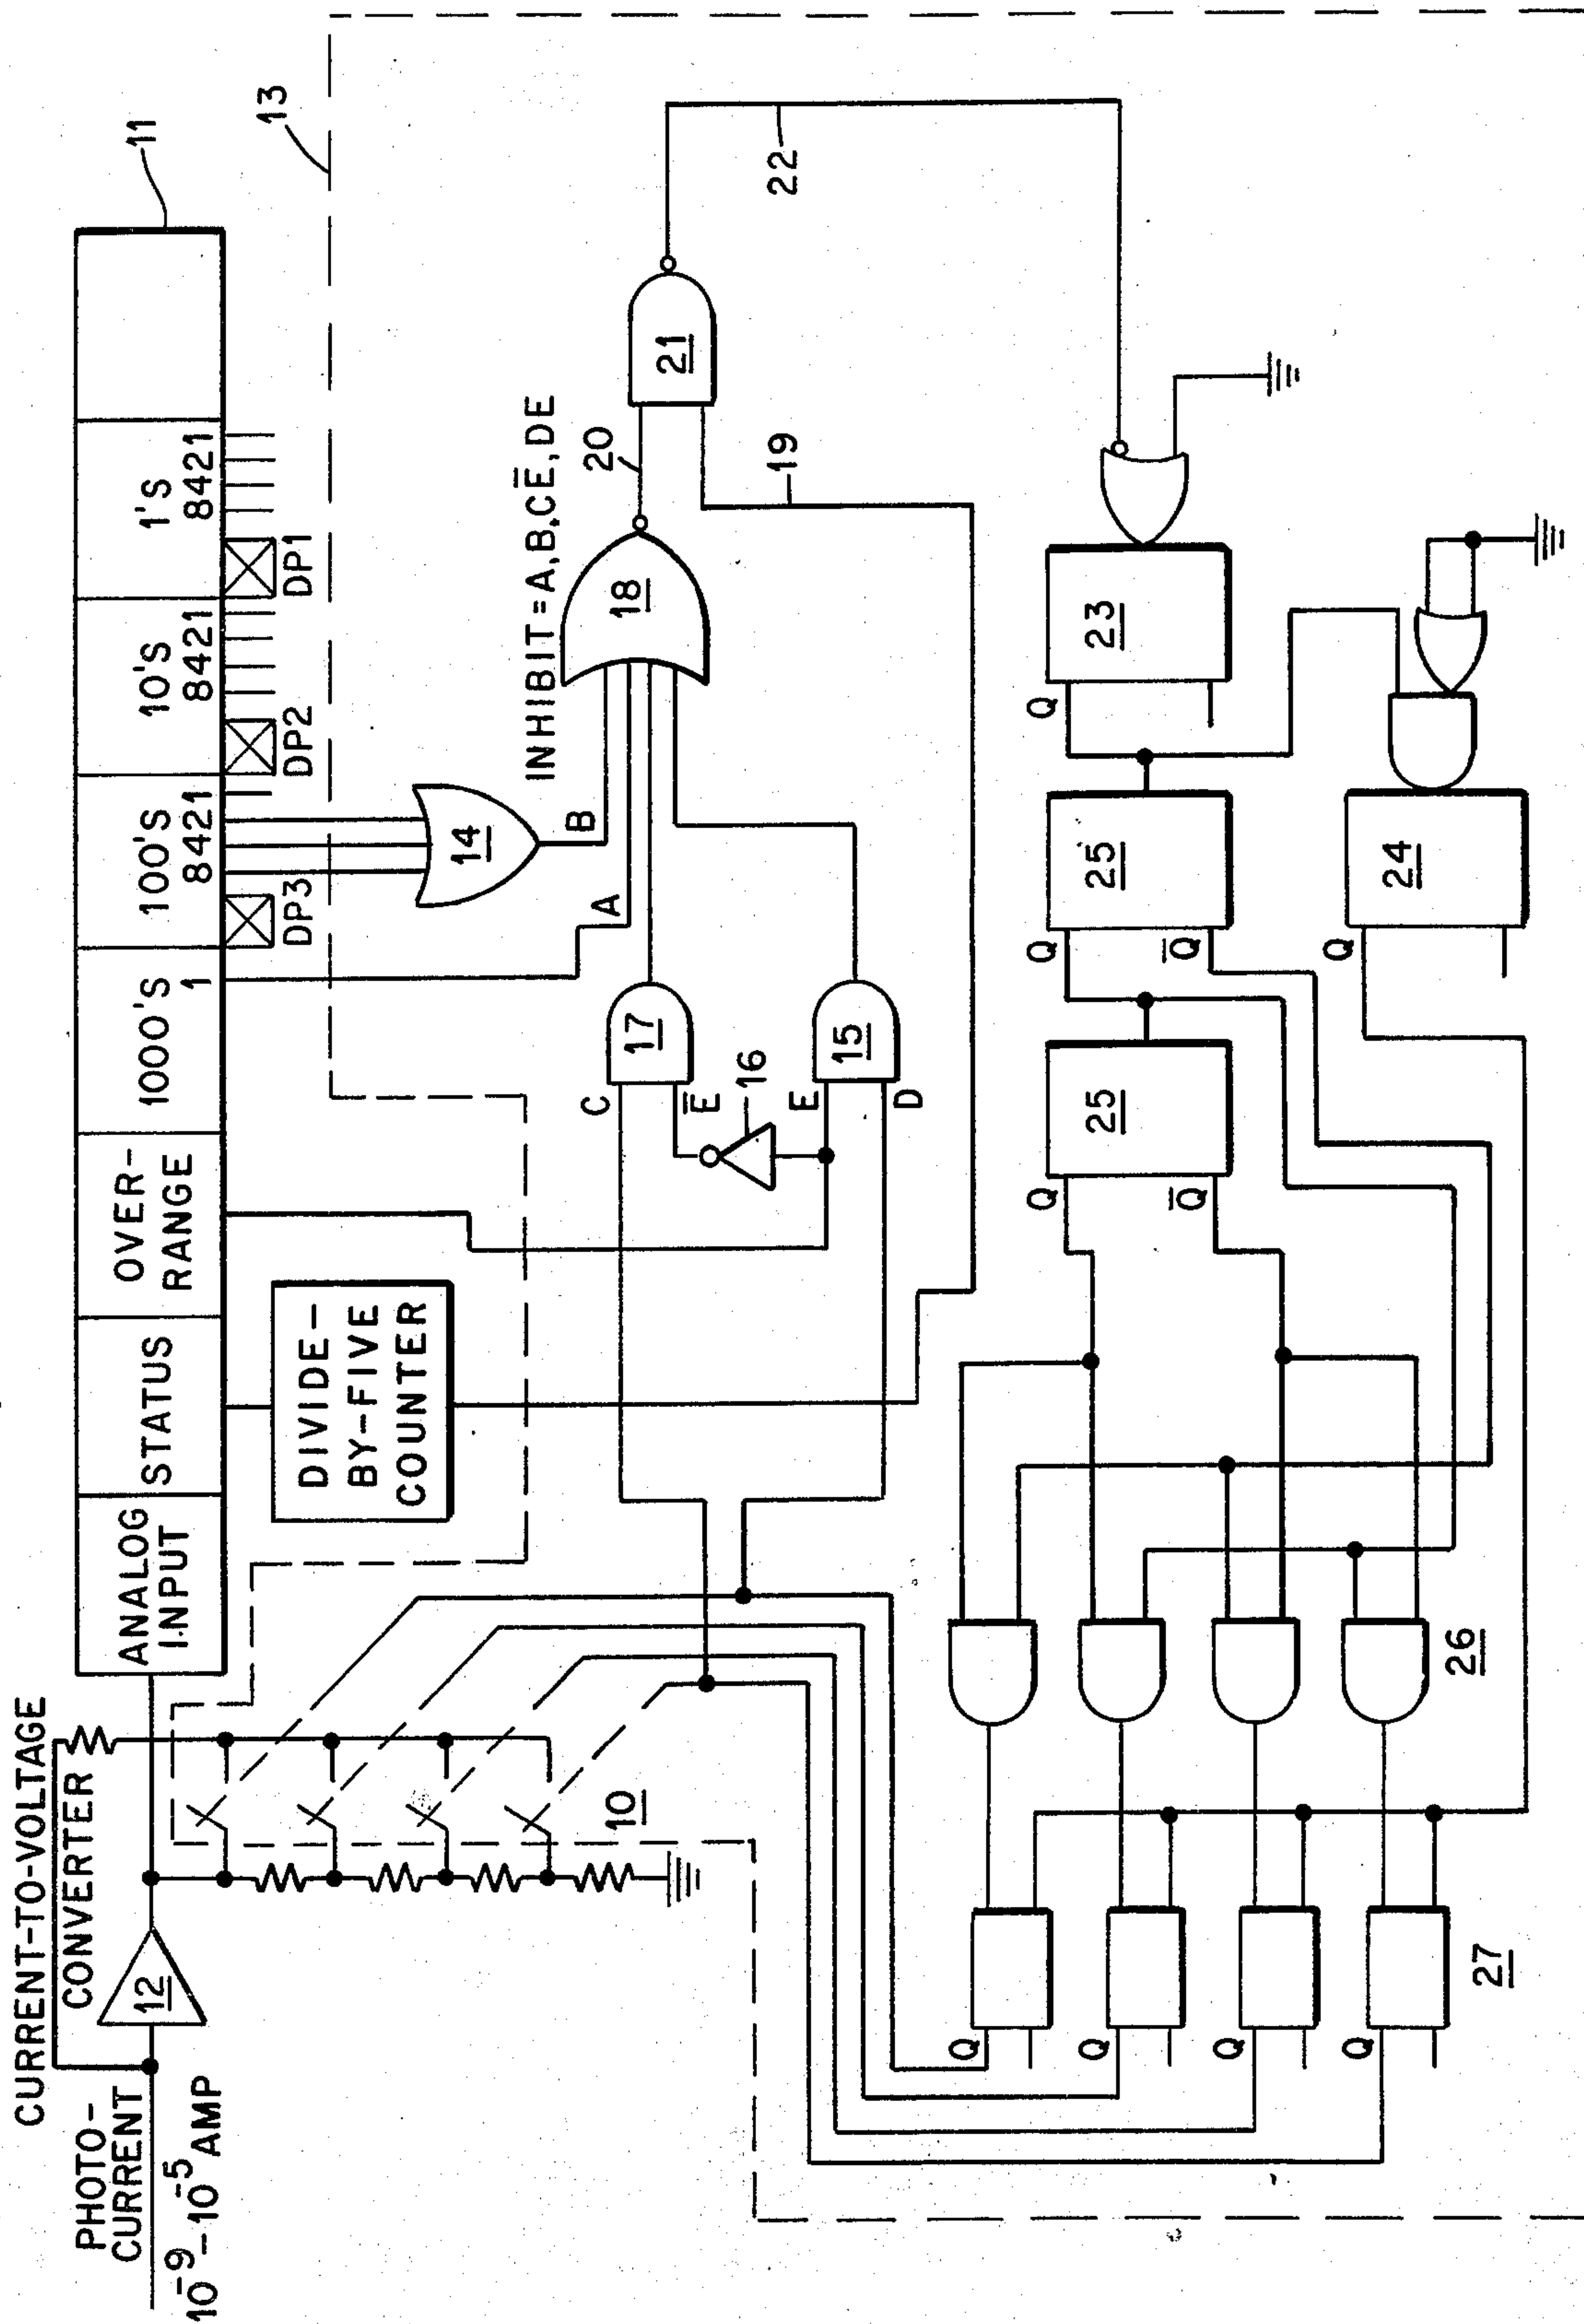 CURRENT-TO-VOLTAGE
CONVERTER
PHOTO-
CURRENT
10⁻⁹-10⁻⁵ AMP
12
10
ANALOG
INPUT
STATUS
OVER-
RANGE
1000'S
1
100'S
8421
10'S
8421
1'S
8421
DP3
DP2
DP1
11
13
DIVIDE-
BY-FIVE
COUNTER
14
B
A
INHIBIT = A,B,CE̅,DE
18
20
21
22
19
17
C
E̅
16
E
15
D
23
Q
25
Q
Q̅
24
Q
25
Q
Q̅
26
27
Q
Q
Q
Q